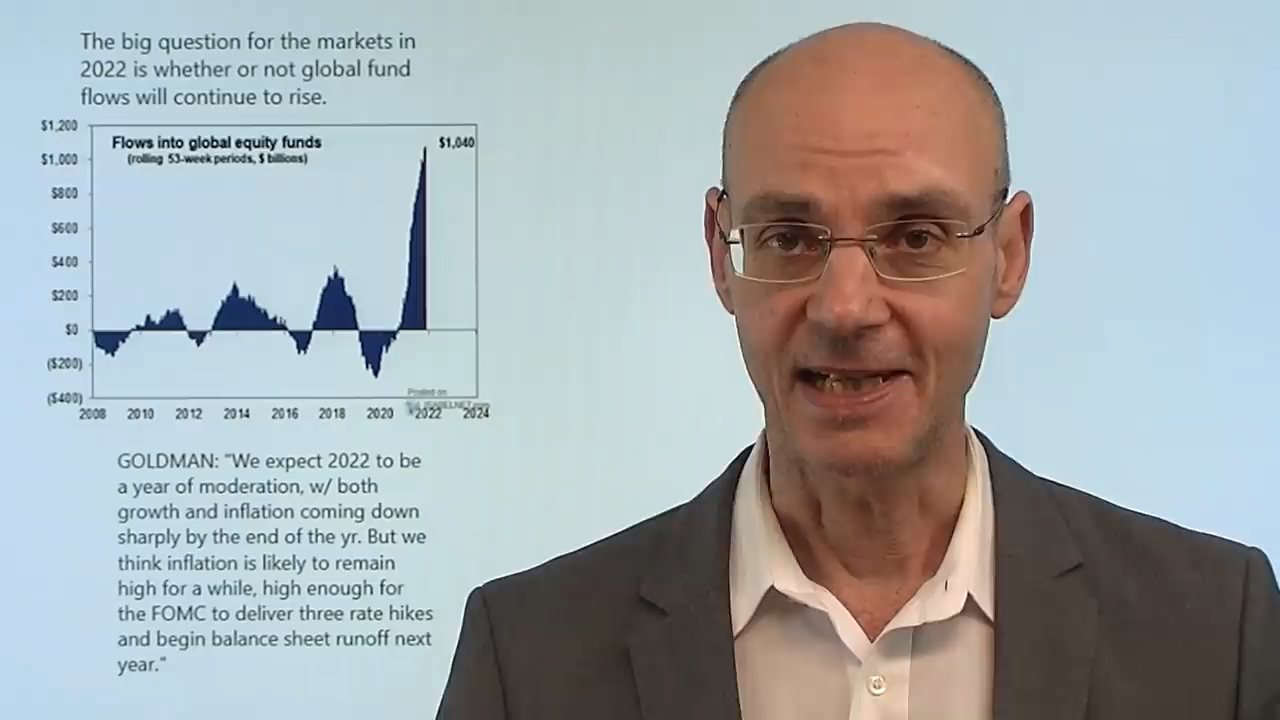 The big question for the markets in
2022 is whether or not global fund
flows will continue to rise.
Flows into global equity funds
(rolling 53-week periods, $ billions)
$1,040
$1,200
$1,000
$800
$600
$400
$200
$0
($200)
($400)
2008 2010 2012 2014 2016 2018 2020 2022 2024
Posted on
ISABELNET.com
GOLDMAN: "We expect 2022 to be
a year of moderation, w/ both
growth and inflation coming down
sharply by the end of the yr. But we
think inflation is likely to remain
high for a while, high enough for
the FOMC to deliver three rate hikes
and begin balance sheet runoff next
year."